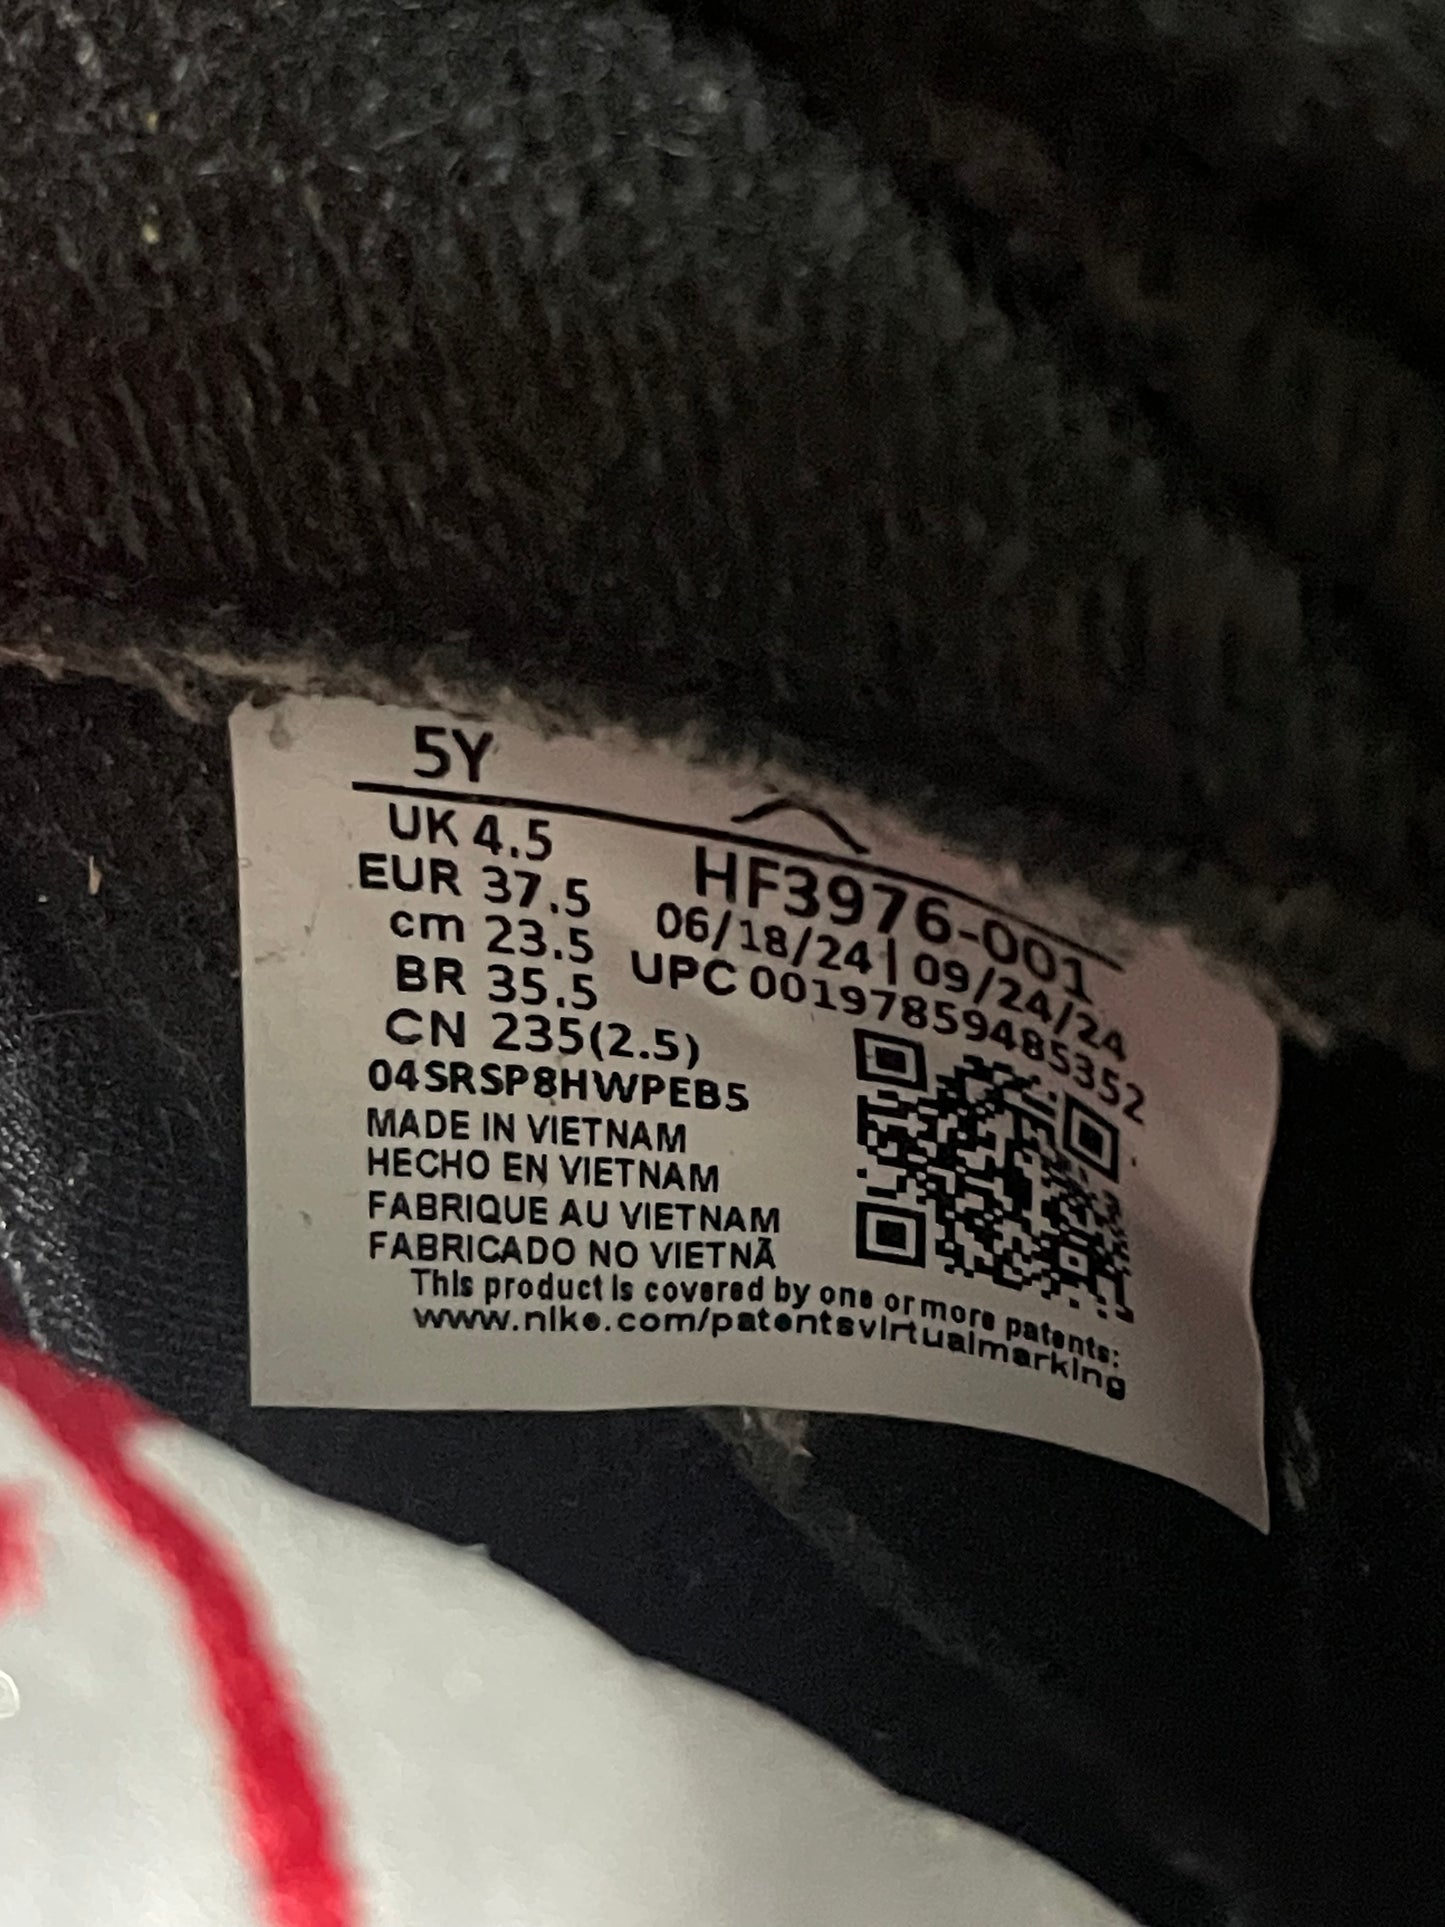 5Y
UK 4.5
EUR 37.5
cm 23.5
BR 35.5
CN 235(2.5)
HF3976-001
06/18/24 | 09/24/24
UPC 00197859485352
04SRSP8HWPEB5
MADE IN VIETNAM
HECHO EN VIETNAM
FABRIQUE AU VIETNAM
FABRICADO NO VIETNÃ
This product is covered by one or more patents:
www.nike.com/patentsvirtualmarking